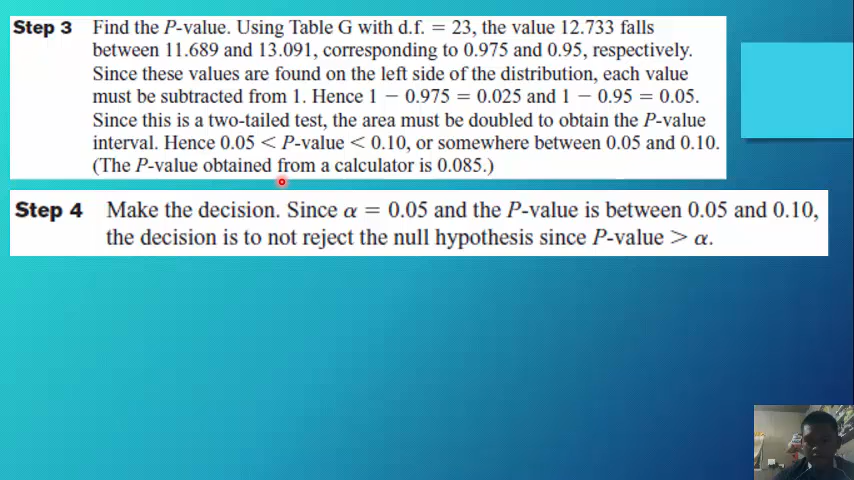 Step 3 Find the P-value. Using Table G with d.f. = 23, the value 12.733 falls
between 11.689 and 13.091, corresponding to 0.975 and 0.95, respectively.
Since these values are found on the left side of the distribution, each value
must be subtracted from 1. Hence 1 − 0.975 = 0.025 and 1 − 0.95 = 0.05.
Since this is a two-tailed test, the area must be doubled to obtain the P-value
interval. Hence 0.05 < P-value < 0.10, or somewhere between 0.05 and 0.10.
(The P-value obtained from a calculator is 0.085.)
Step 4 Make the decision. Since α = 0.05 and the P-value is between 0.05 and 0.10,
the decision is to not reject the null hypothesis since P-value > α.